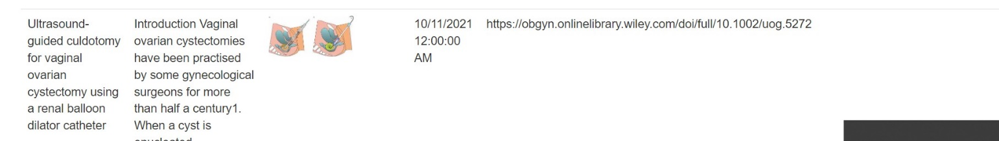 Ultrasound-
guided culdotomy
for vaginal
ovarian
cystectomy using
a renal balloon
dilator catheter
Introduction Vaginal
ovarian cystectomies
have been practised
by some gynecological
surgeons for more
than half a century1.
When a cyst is
enucleated
10/11/2021
12:00:00
AM
https://obgyn.onlinelibrary.wiley.com/doi/full/10.1002/uog.5272